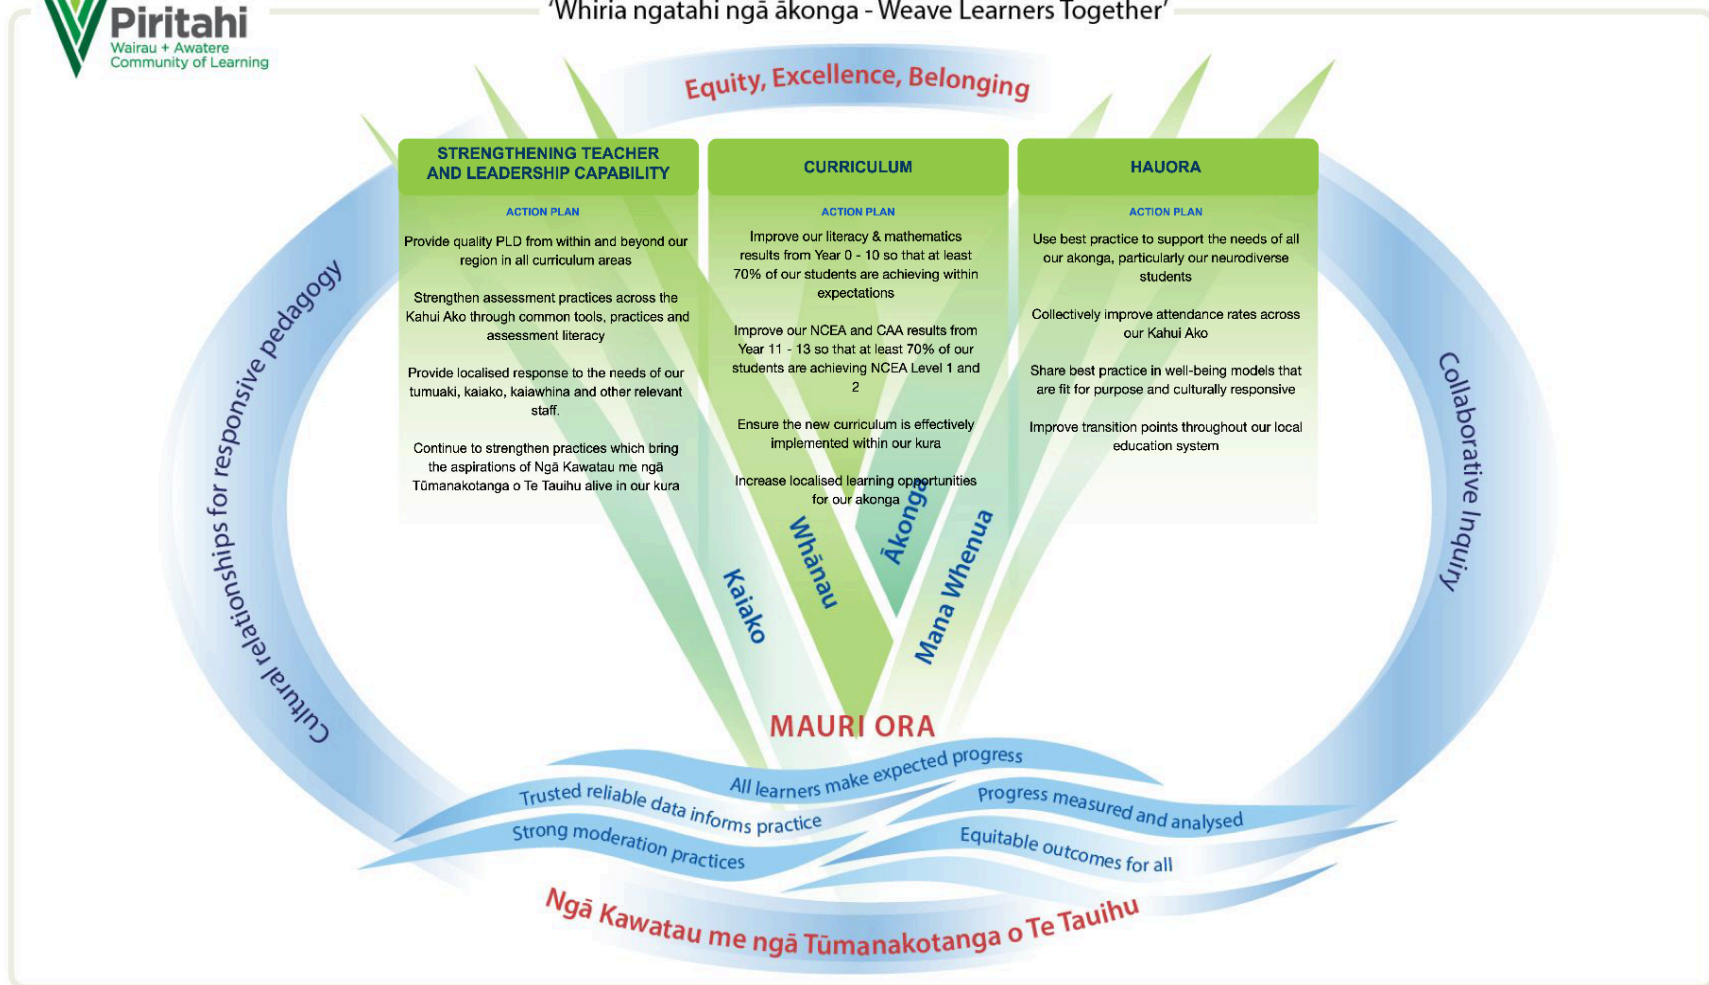 'Whiria ngatahi ngā ākonga - Weave Learners Together'
Piritahi
Wairau + Awatere
Community of Learning
Equity, Excellence, Belonging
STRENGTHENING TEACHER
AND LEADERSHIP CAPABILITY
ACTION PLAN
Provide quality PLD from within and beyond our
region in all curriculum areas
Strengthen assessment practices across the
Kahui Ako through common tools, practices and
assessment literacy
Provide localised response to the needs of our
tumuaki, kaiako, kaiawhina and other relevant
staff.
Continue to strengthen practices which bring
the aspirations of Ngā Kawatau me ngā
Tūmanakotanga o Te Tauihu alive in our kura
CURRICULUM
ACTION PLAN
Improve our literacy & mathematics
results from Year 0 - 10 so that at least
70% of our students are achieving within
expectations
Improve our NCEA and CAA results from
Year 11 - 13 so that at least 70% of our
students are achieving NCEA Level 1 and
2
Ensure the new curriculum is effectively
implemented within our kura
Increase localised learning opportunities
for our akonga
HAUORA
ACTION PLAN
Use best practice to support the needs of all
our akonga, particularly our neurodiverse
students
Collectively improve attendance rates across
our Kahui Ako
Share best practice in well-being models that
are fit for purpose and culturally responsive
Improve transition points throughout our local
education system
Cultural relationships for responsive pedagogy
Collaborative Inquiry
Kaiako
Whānau
Ākonga
Mana Whenua
MAURI ORA
All learners make expected progress
Trusted reliable data informs practice
Progress measured and analysed
Strong moderation practices
Equitable outcomes for all
Ngā Kawatau me ngā Tūmanakotanga o Te Tauihu